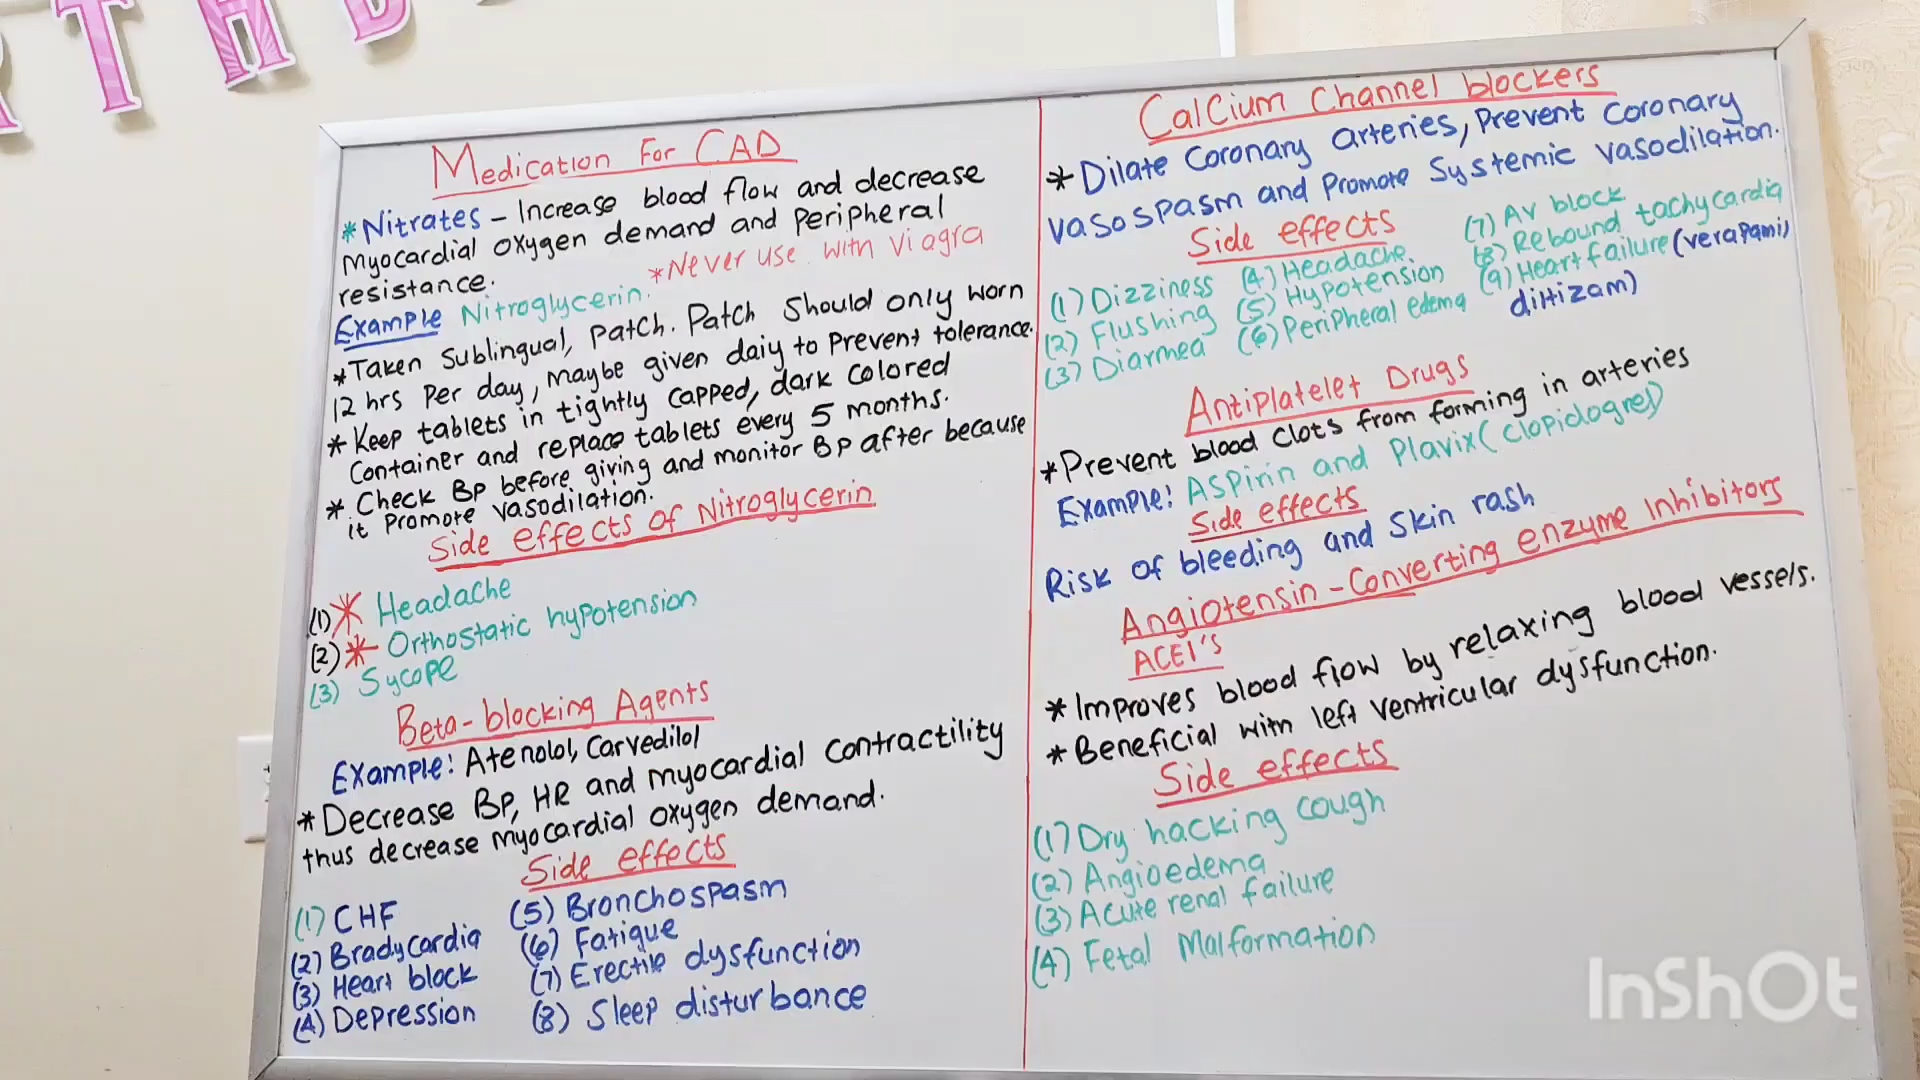 RTHD
Medication For CAD
*Nitrates - Increase blood flow and decrease
Myocardial oxygen demand and Peripheral
resistance.
*Never use with Viagra
Example Nitroglycerin.
*Taken Sublingual, patch. Patch Should only worn
12 hrs Per day, maybe given daiy to Prevent tolerance.
* Keep tablets in tightly capped, dark colored
Container and replace tablets every 5 months.
* Check BP before giving and monitor BP after because
it Promote vasodilation.
Side effects of Nitroglycerin
(1)* Headache
(2)* Orthostatic hypotension
(3) Sycope
Beta-blocking Agents
Example: Atenolol, Carvedilol
*Decrease BP, HR and myocardial contractility
thus decrease myocardial oxygen demand.
Side effects
(1) CHF
(2) Bradycardia
(3) Heart block
(4) Depression
(5) Bronchospasm
(6) Fatigue
(7) Erectile dysfunction
(8) Sleep disturbance
Calcium Channel blockers
*Dilate Coronary arteries, Prevent Coronary
vasospasm and Promote Systemic vasodilation.
Side effects
(1) Dizziness
(2) Flushing
(3) Diarrhea
(4) Headache.
(5) Hypotension
(6) Peripheral edema
(7) AV block
(8) Rebound tachycardia
(9) Heart failure (verapami)
diltizam)
Antiplatelet Drugs
*Prevent blood clots from forming in arteries
Example! Aspirin and Plavix (Clopidogrel)
Side effects
Risk of bleeding and Skin rash
Angiotensin-Converting enzyme Inhibitors
ACEI'S
*Improves blood flow by relaxing blood vessels.
*Beneficial with left ventricular dysfunction.
Side effects
(1) Dry hacking cough
(2) Angioedema
(3) Acute renal failure
(4) Fetal Malformation
InShOt